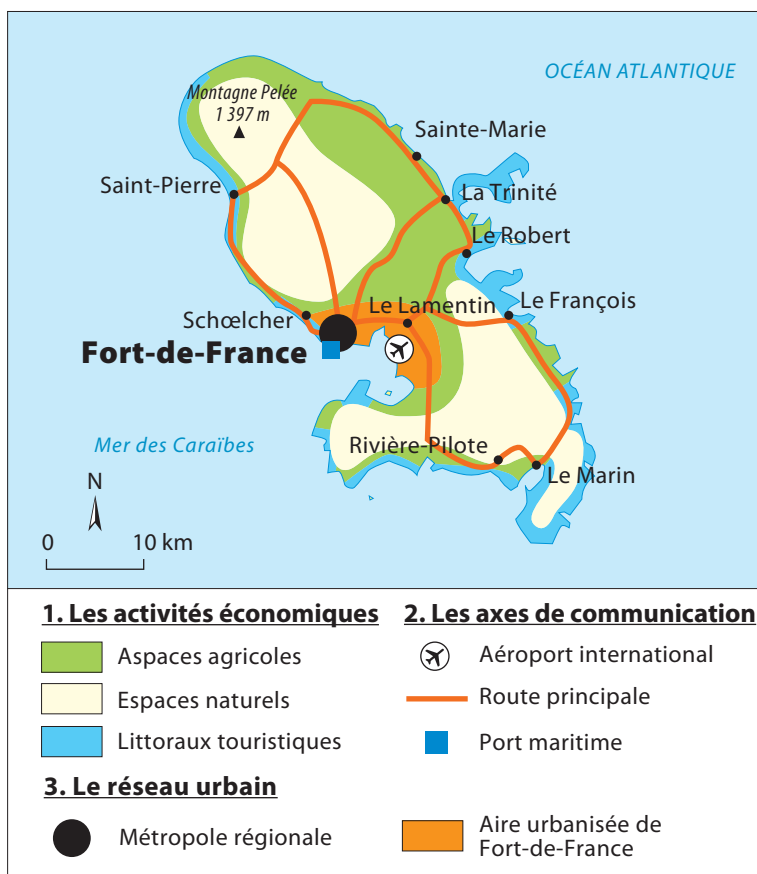 OCÉAN ATLANTIQUE
Montagne Pelée
1 397 m
Sainte-Marie
Saint-Pierre
La Trinité
Le Robert
Le Lamentin
Le François
Schœlcher
Fort-de-France
Mer des Caraïbes
Rivière-Pilote
Le Marin
N
0 10 km
1. Les activités économiques
Aspaces agricoles
Espaces naturels
Littoraux touristiques
2. Les axes de communication
Aéroport international
Route principale
Port maritime
3. Le réseau urbain
Métropole régionale
Aire urbanisée de
Fort-de-France